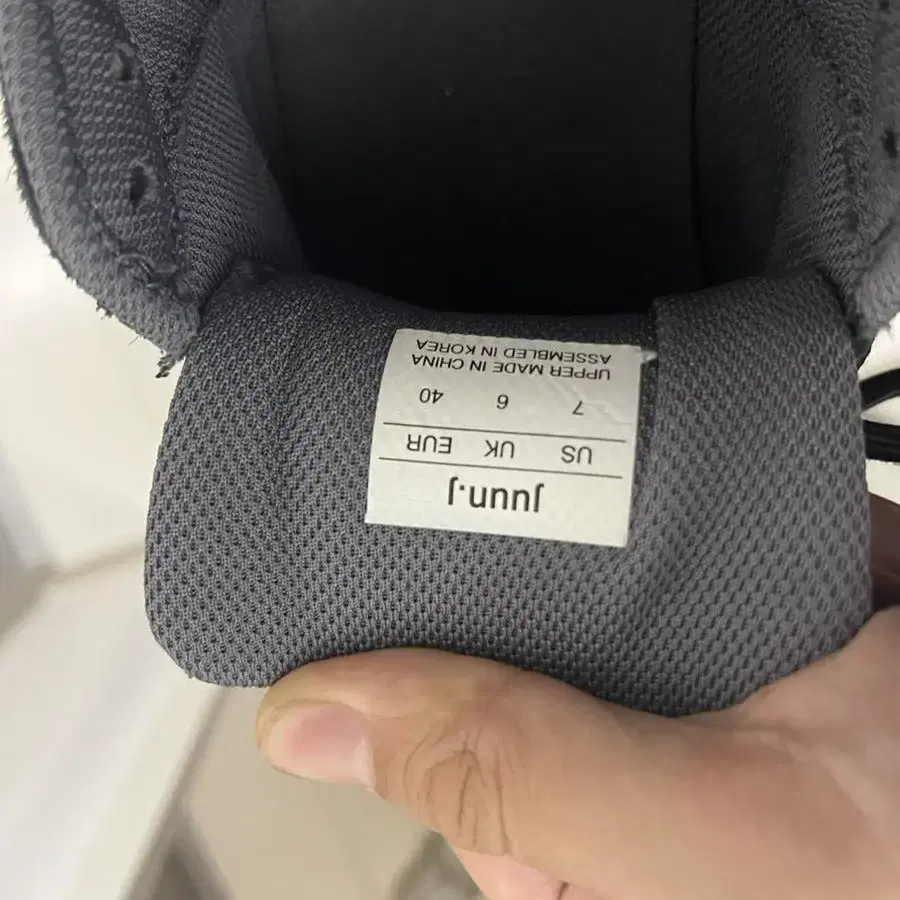 juun.j
US UK EUR
7 6 40
UPPER MADE IN CHINA
ASSEMBLED IN KOREA